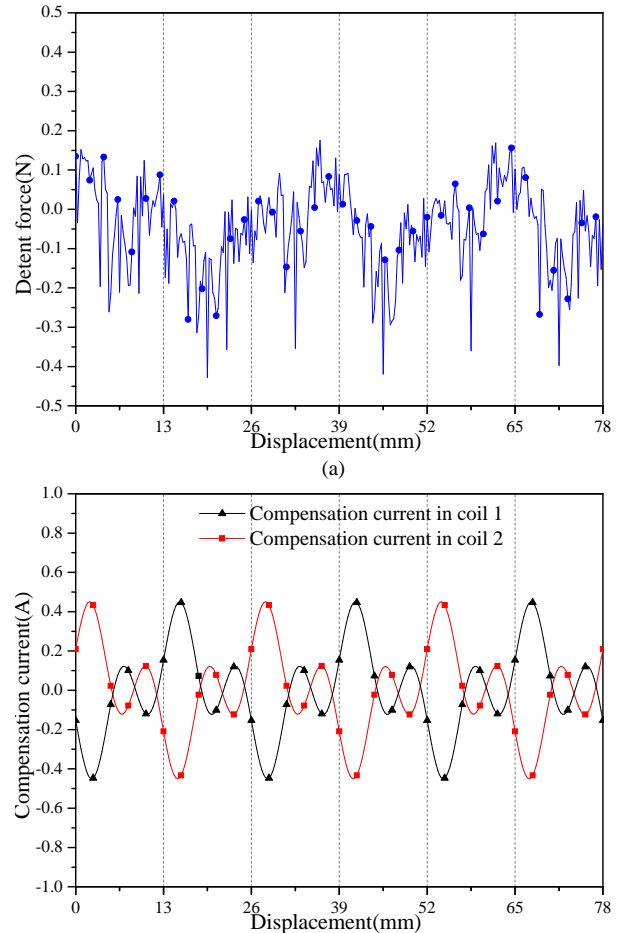 0.5
0.4
0.3
0.2
0.1
0.0
-0.1
-0.2
-0.3
-0.4
-0.5
Detent force(N)
0 13 26 39 52 65 78
Displacement(mm)
(a)
1.0
0.8
0.6
0.4
0.2
0.0
-0.2
-0.4
-0.6
-0.8
-1.0
Compensation current(A)
Compensation current in coil 1
Compensation current in coil 2
0 13 26 39 52 65 78
Displacement(mm)